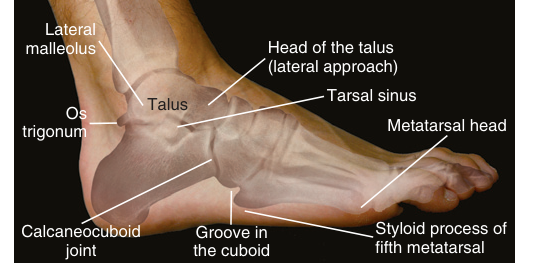 Lateral
malleolus
Head of the talus
(lateral approach)
Talus
Tarsal sinus
Os
trigonum
Metatarsal head
Calcaneocuboid
joint
Groove in
the cuboid
Styloid process of
fifth metatarsal